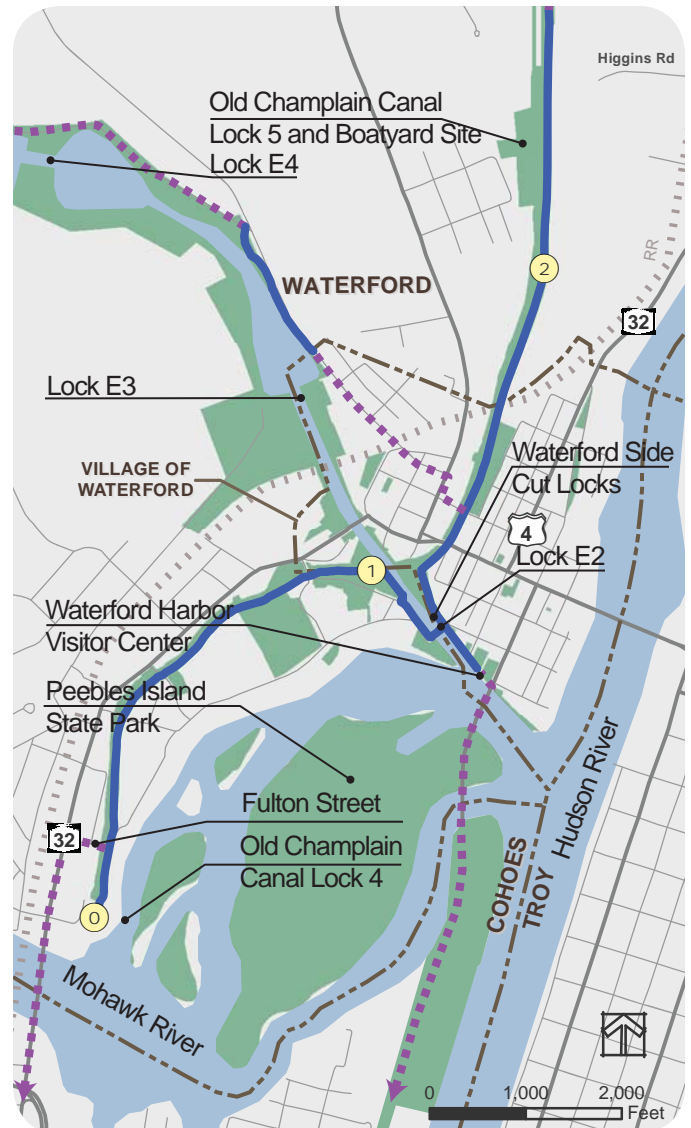 Higgins Rd
Old Champlain Canal
Lock 5 and Boatyard Site
Lock E4
RR
2
WATERFORD
32
Lock E3
Waterford Side
Cut Locks
VILLAGE OF
WATERFORD
4
Lock E2
1
Waterford Harbor
Visitor Center
Peebles Island
State Park
Hudson River
Fulton Street
32
Old Champlain
Canal Lock 4
COHOES
TROY
0
Mohawk River
0 1,000 2,000
Feet